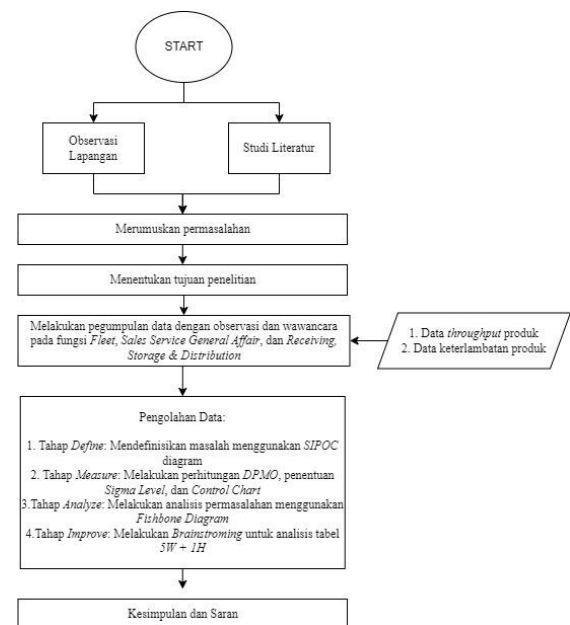 START
Observasi
Lapangan
Studi Literatur
Merumuskan permasalahan
Menentukan tujuan penelitian
Melakukan pegumpulan data dengan observasi dan wawancara
pada fungsi Fleet, Sales Service General Affair, dan Receiving,
Storage & Distribution
1. Data throughput produk
2. Data keterlambatan produk
Pengolahan Data:
1. Tahap Define: Mendefinisikan masalah menggunakan SIPOC
diagram
2. Tahap Measure: Melakukan perhitungan DPMO, penentuan
Sigma Level, dan Control Chart
3.Tahap Analyze: Melakukan analisis permasalahan menggunakan
Fishbone Diagram
4.Tahap Improve: Melakukan Brainstroming untuk analisis tabel
5W + 1H
Kesimpulan dan Saran